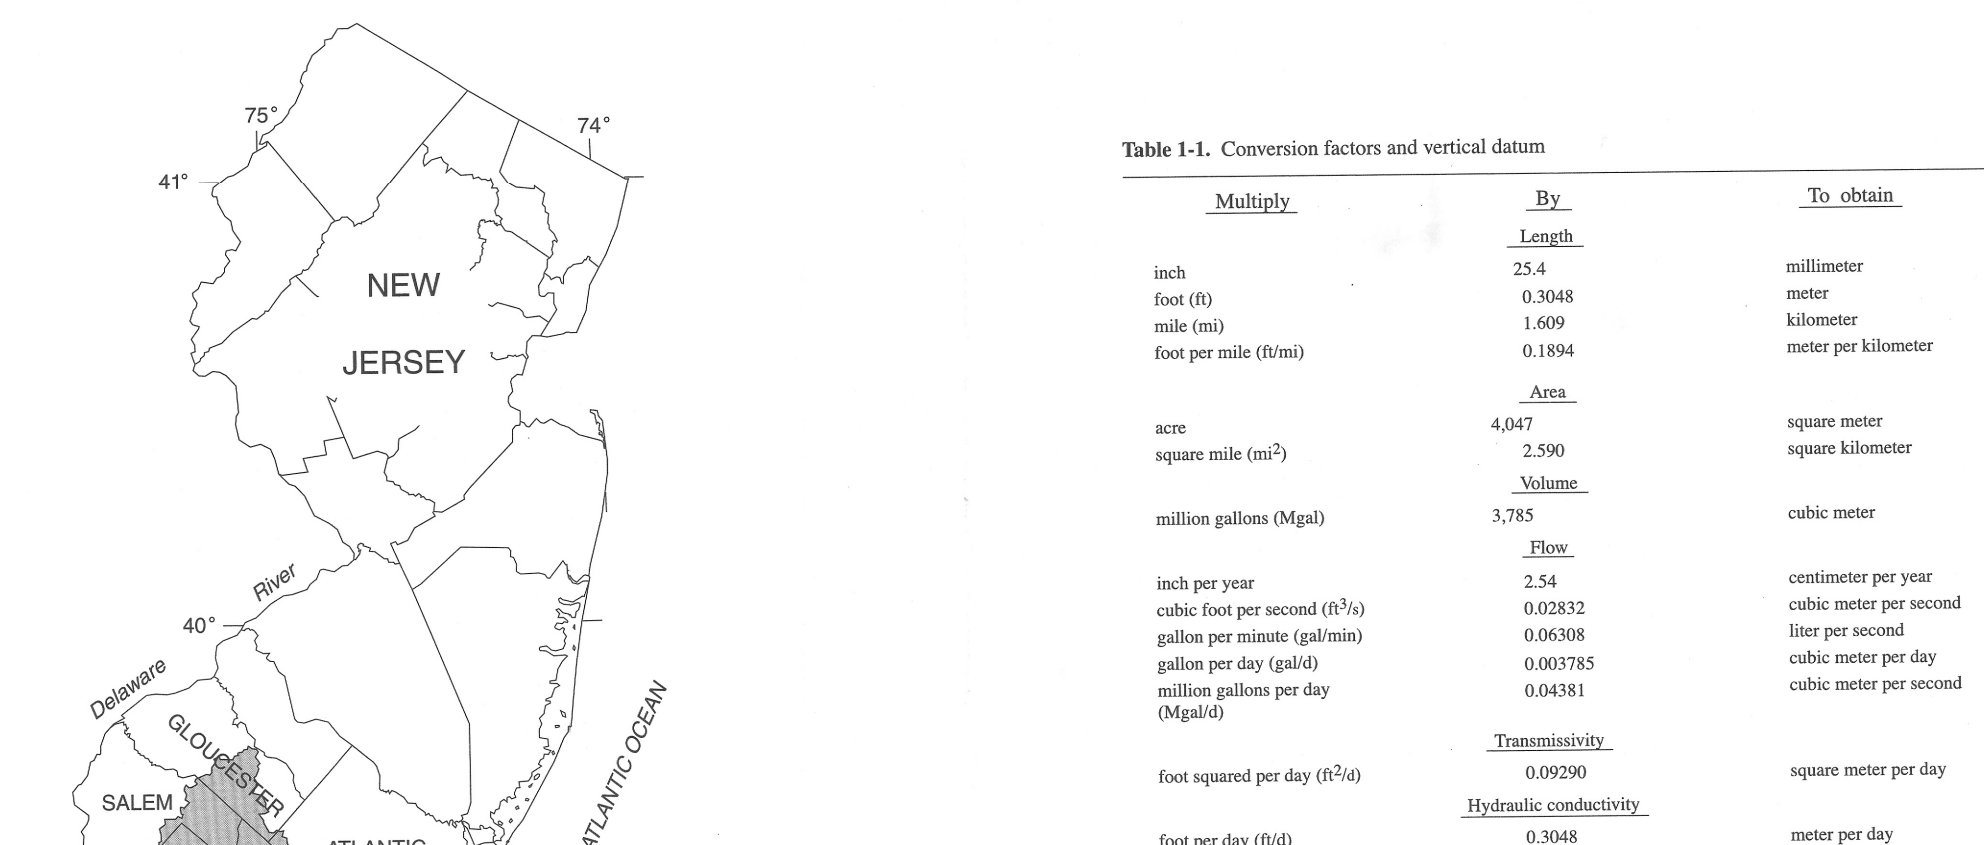 75°
74°
41°
NEW
JERSEY
River
40°
Delaware
GLOUCESTER
SALEM
ATLANTIC
ATLANTIC OCEAN
Table 1-1. Conversion factors and vertical datum
Multiply By To obtain
Length
inch 25.4 millimeter
foot (ft) 0.3048 meter
mile (mi) 1.609 kilometer
foot per mile (ft/mi) 0.1894 meter per kilometer
Area
acre 4,047 square meter
square mile (mi²) 2.590 square kilometer
Volume
million gallons (Mgal) 3,785 cubic meter
Flow
inch per year 2.54 centimeter per year
cubic foot per second (ft³/s) 0.02832 cubic meter per second
gallon per minute (gal/min) 0.06308 liter per second
gallon per day (gal/d) 0.003785 cubic meter per day
million gallons per day 0.04381 cubic meter per second
(Mgal/d)
Transmissivity
foot squared per day (ft²/d) 0.09290 square meter per day
Hydraulic conductivity
foot per day (ft/d) 0.3048 meter per day